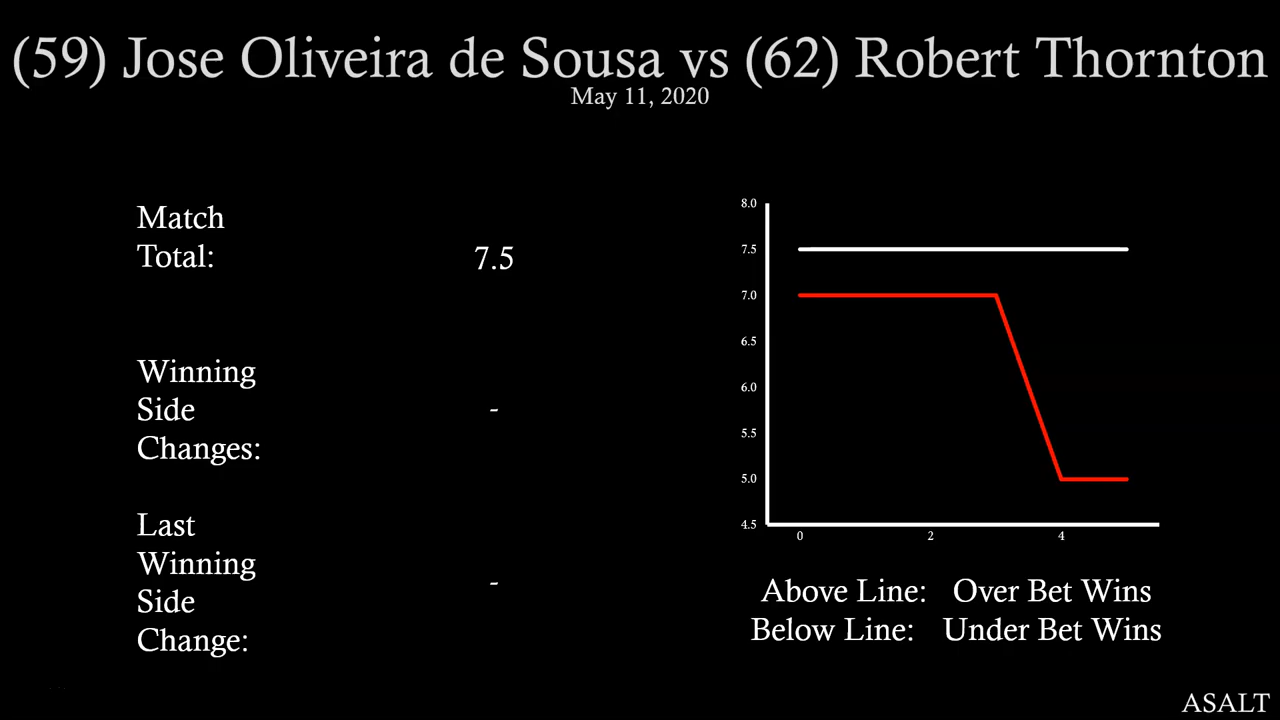 (59) Jose Oliveira de Sousa vs (62) Robert Thornton
May 11, 2020
Match
Total:
7.5
Winning
Side
Changes:
-
Last
Winning
Side
Change:
-
8.0
7.5
7.0
6.5
6.0
5.5
5.0
4.5
0
2
4
Above Line: Over Bet Wins
Below Line: Under Bet Wins
ASALT